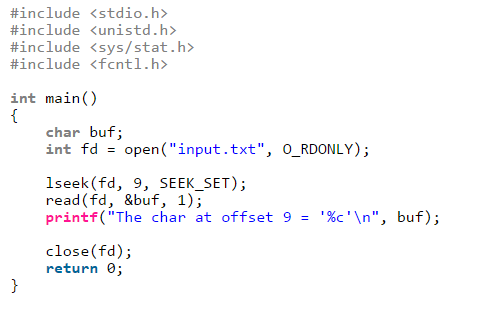 #include <stdio.h>
#include <unistd.h>
#include <sys/stat.h>
#include <fcntl.h>

int main()
{
    char buf;
    int fd = open("input.txt", O_RDONLY);

    lseek(fd, 9, SEEK_SET);
    read(fd, &buf, 1);
    printf("The char at offset 9 = '%c'\n", buf);

    close(fd);
    return 0;
}